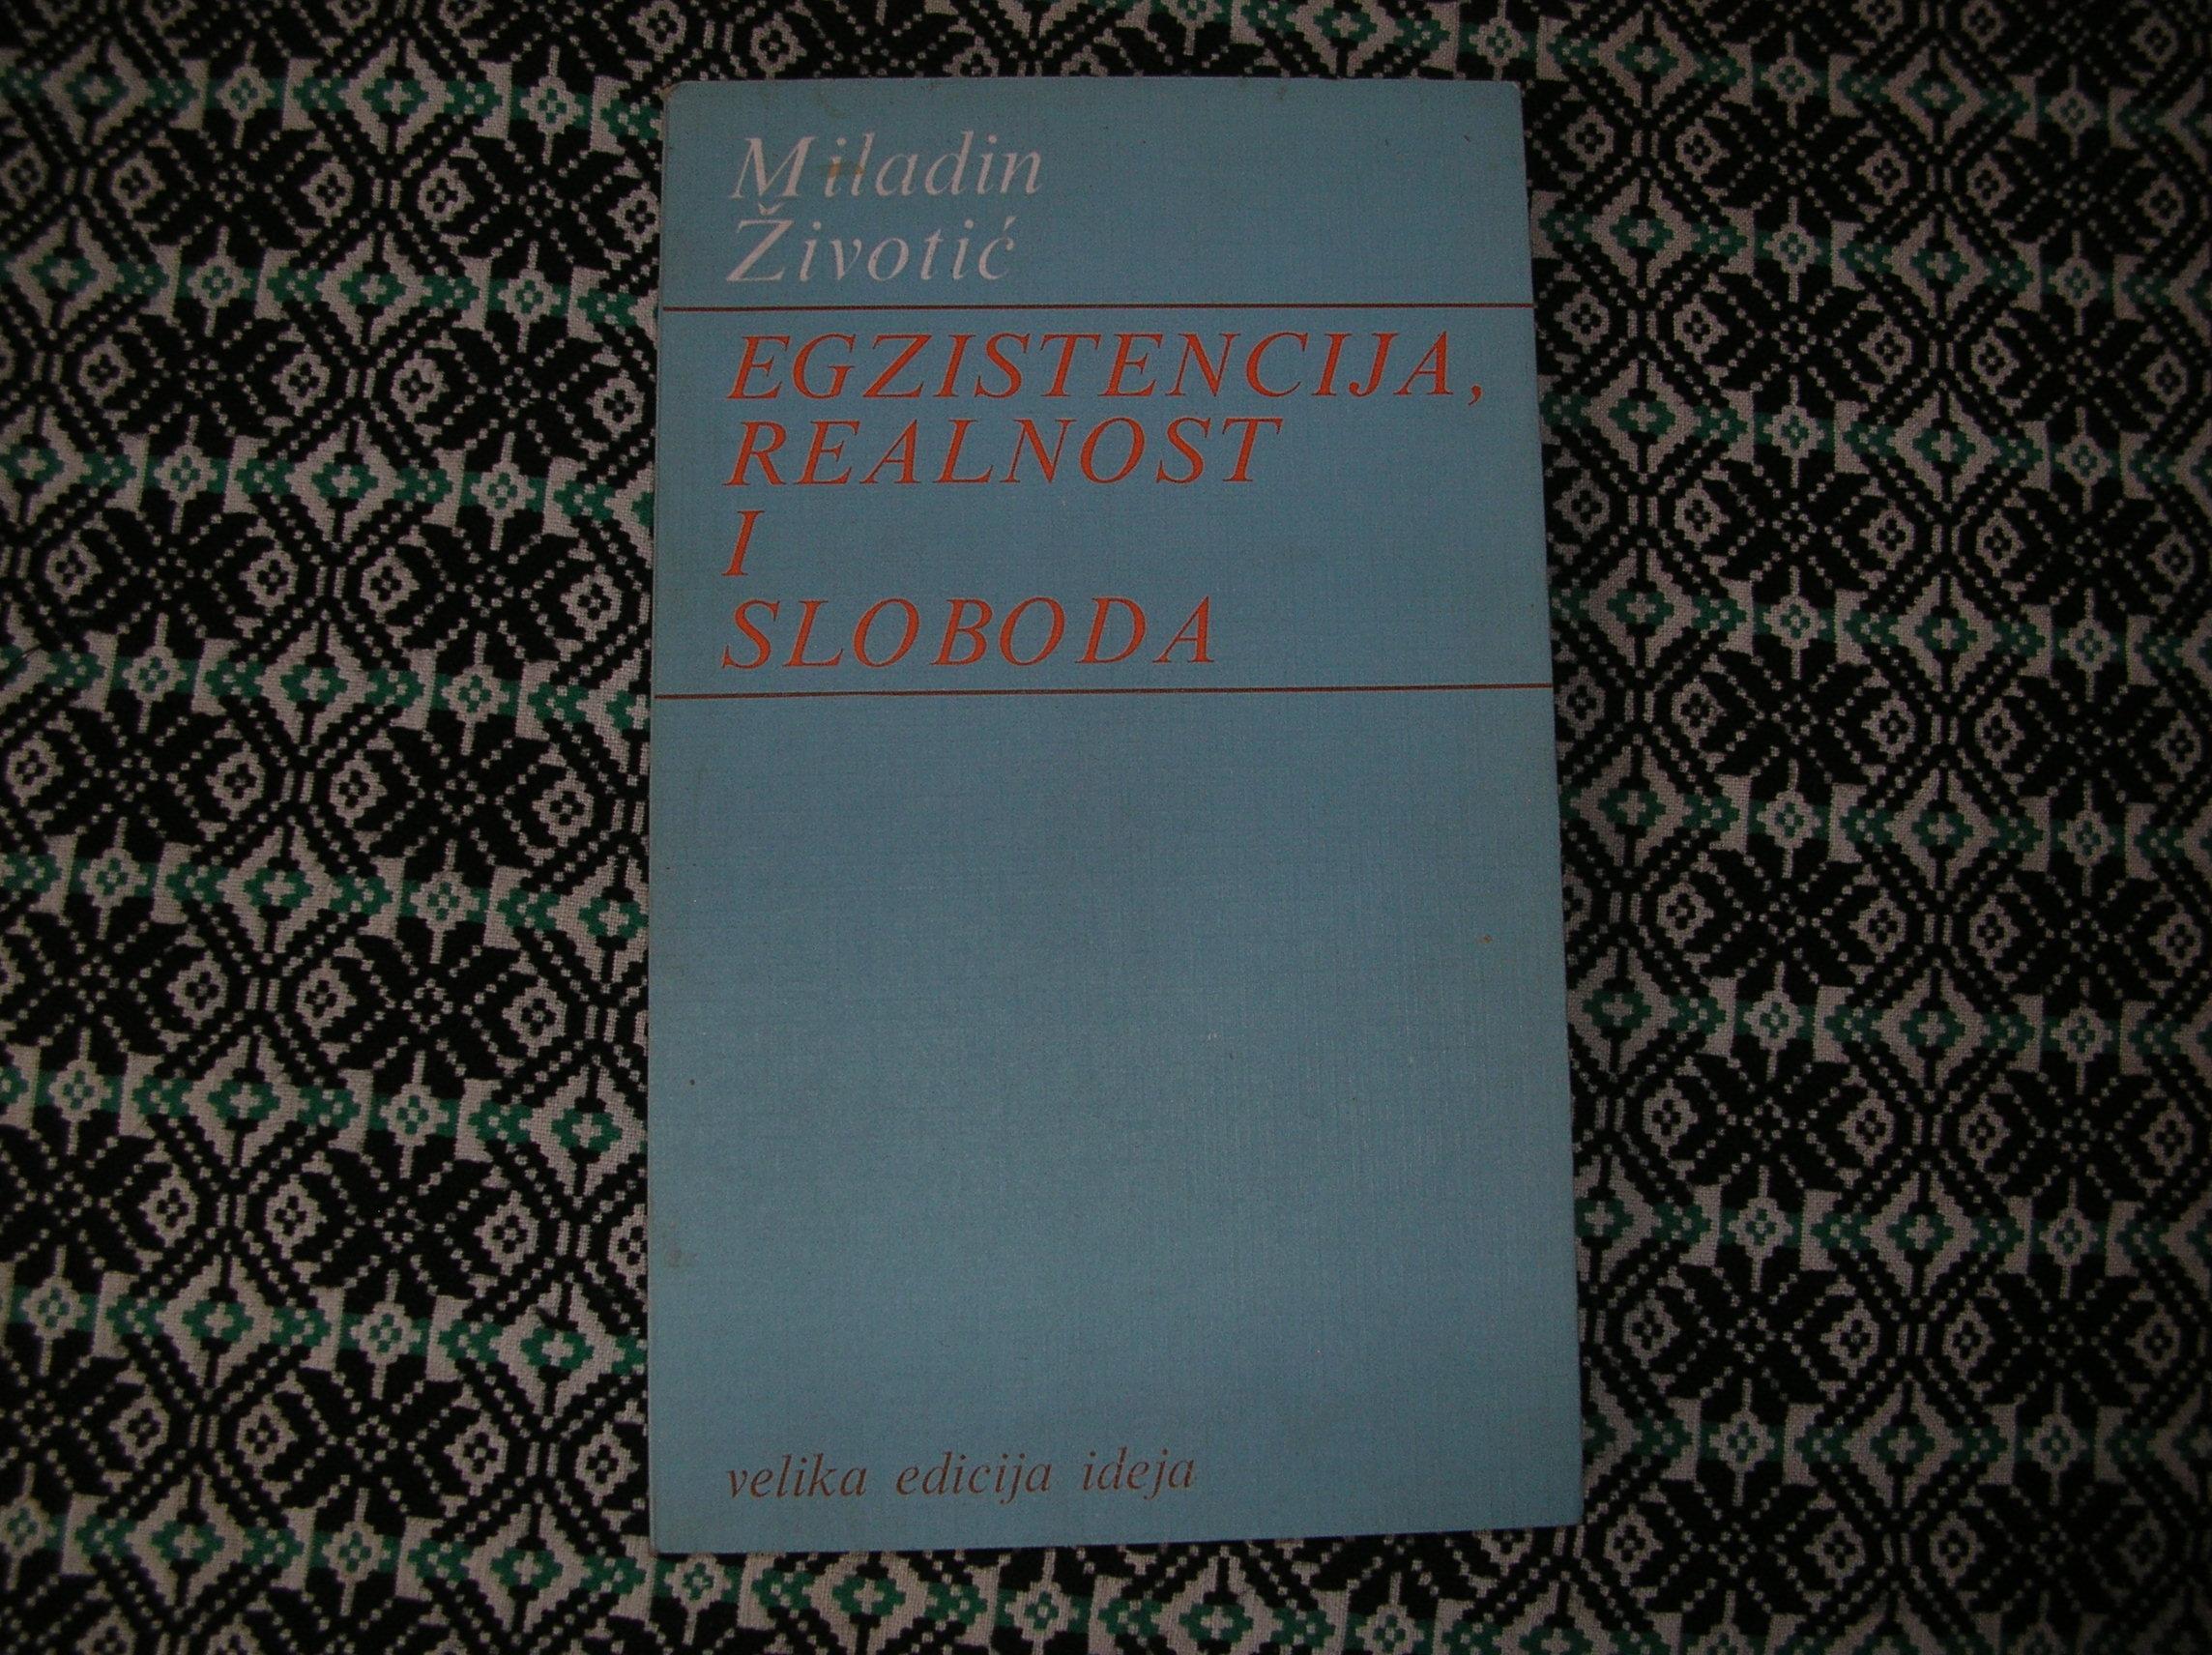 Miladin
Životić
EGZISTENCIJA,
REALNOST
I
SLOBODA
velika edicija ideja